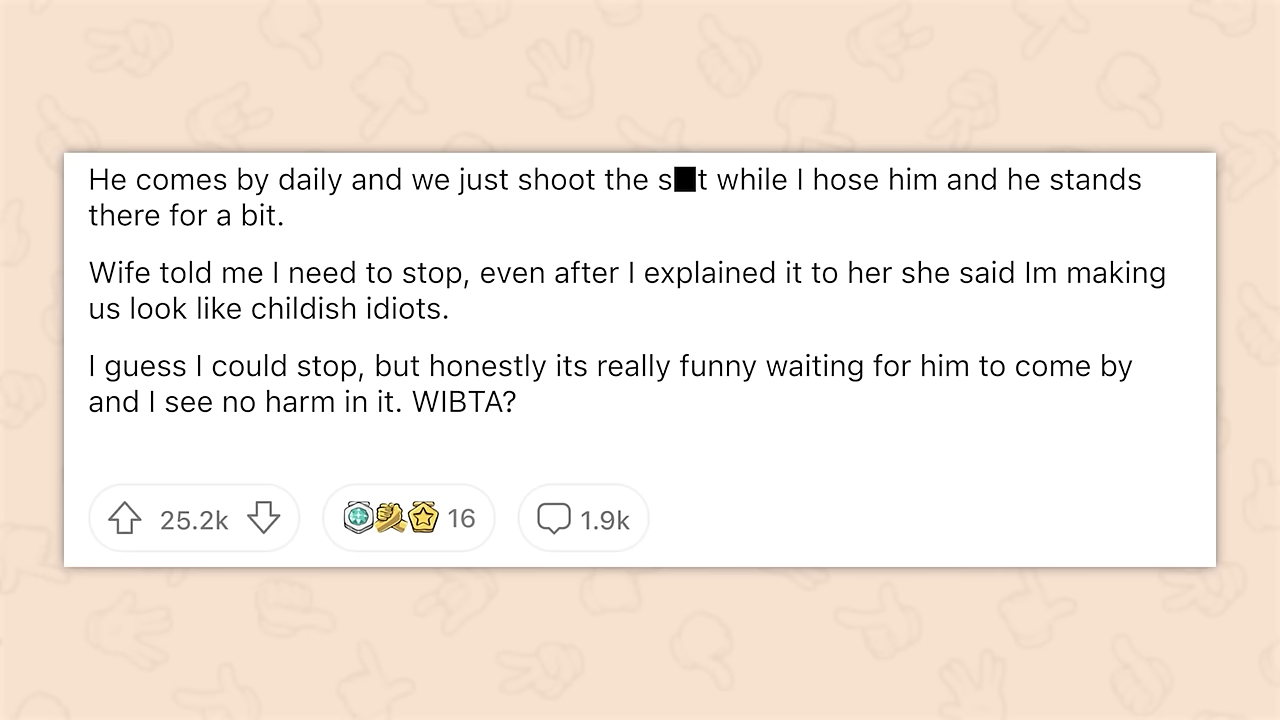 He comes by daily and we just shoot the s■t while I hose him and he stands
there for a bit.
Wife told me I need to stop, even after I explained it to her she said Im making
us look like childish idiots.
I guess I could stop, but honestly its really funny waiting for him to come by
and I see no harm in it. WIBTA?
25.2k 16 1.9k